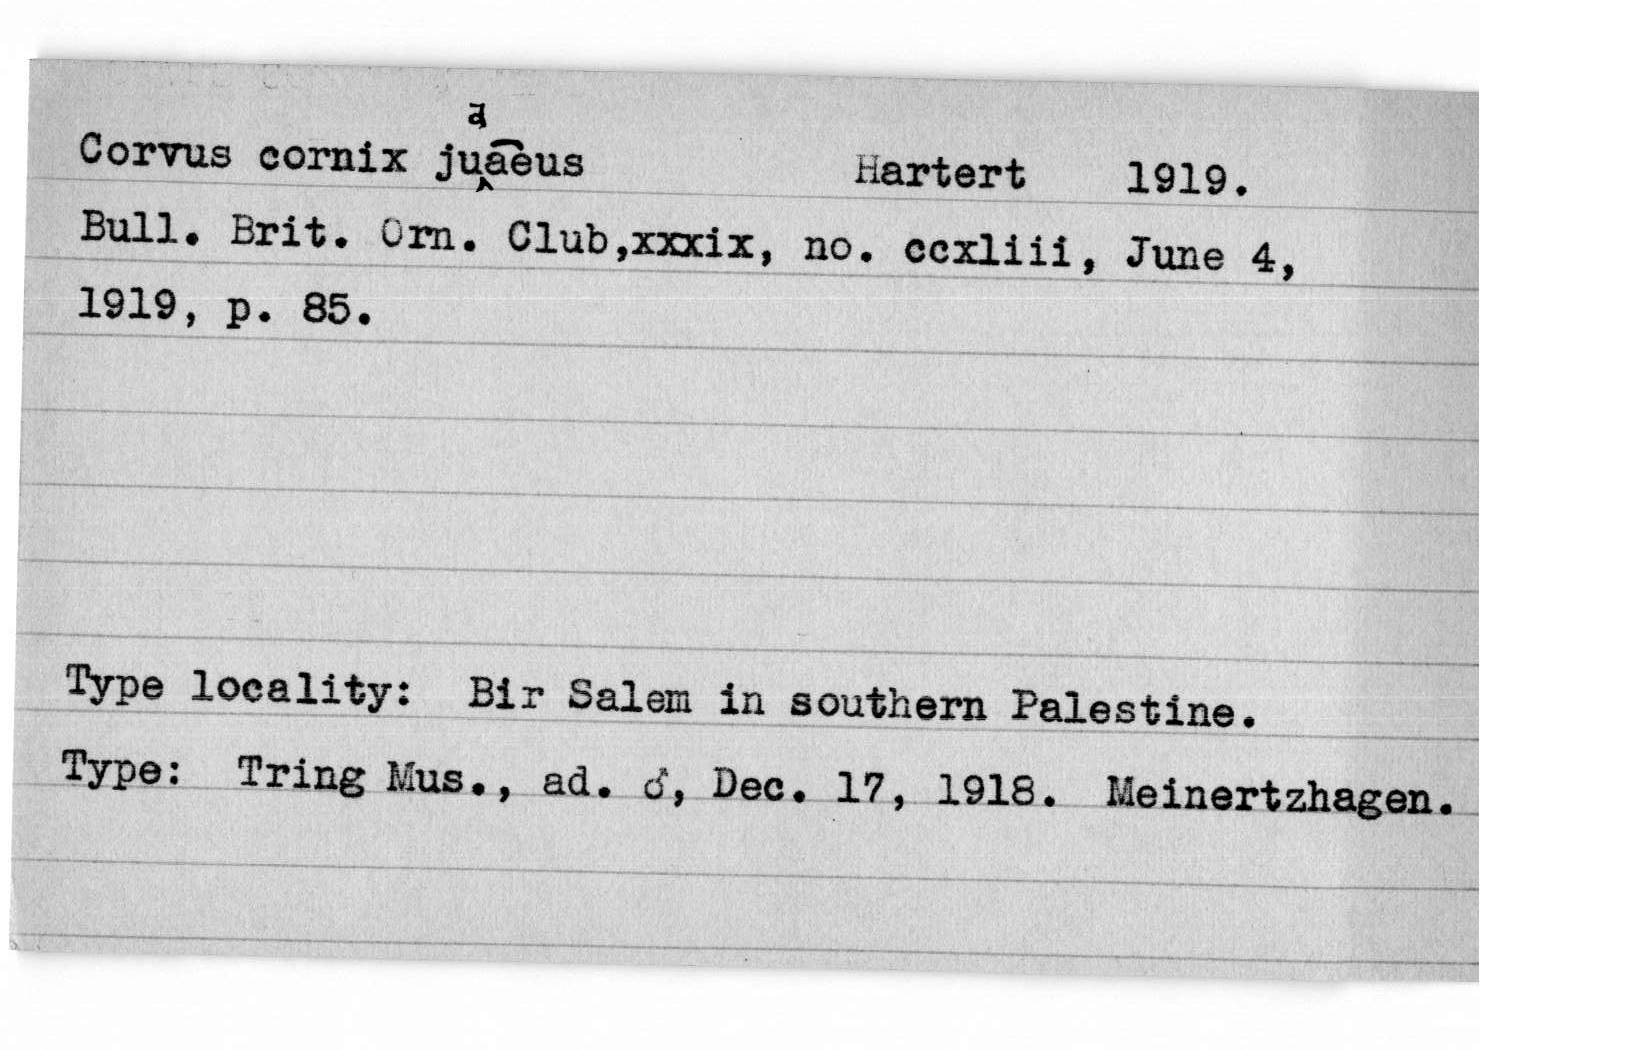 Corvus cornix judaeus Hartert 1919.
Bull. Brit. Orn. Club,xxxix, no. ccxliii, June 4,
1919, p. 85.
Type locality: Bir Salem in southern Palestine.
Type: Tring Mus., ad. ♂, Dec. 17, 1918. Meinertzhagen.